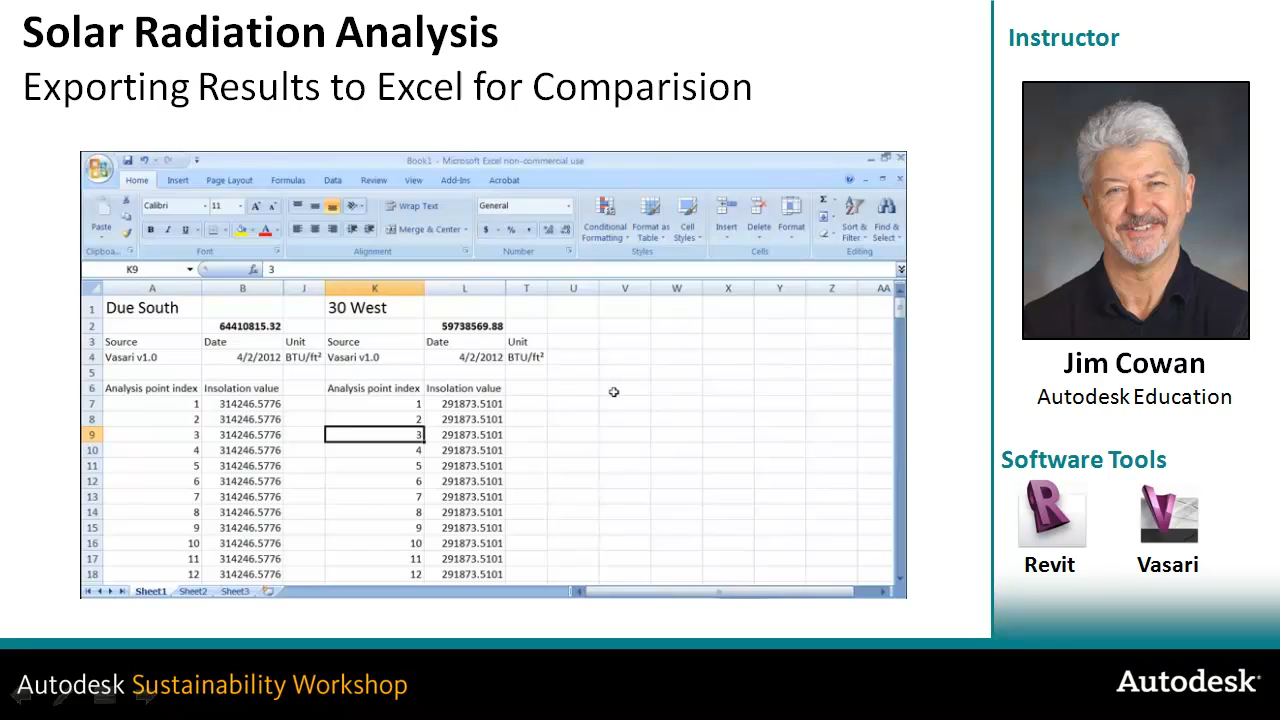 Solar Radiation Analysis
Exporting Results to Excel for Comparision
Instructor
Jim Cowan
Autodesk Education
Software Tools
Revit
Vasari
Book1 - Microsoft Excel non-commercial use
Home Insert Page Layout Formulas Data Review View Add-Ins Acrobat
Calibri 11 Wrap Text General
Paste B I U Merge & Center $ % , Conditional Formatting Format as Table Cell Styles Insert Delete Format Sort & Filter Find & Select
Clipboa... Font Alignment Number Styles Cells Editing
K9 fx 3
A B J K L T U V W X Y Z AA
1 Due South 30 West
2 64410815.32 59738569.88
3 Source Date Unit Source Date Unit
4 Vasari v1.0 4/2/2012 BTU/ft² Vasari v1.0 4/2/2012 BTU/ft²
5
6 Analysis point index Insolation value Analysis point index Insolation value
7 1 314246.5776 1 291873.5101
8 2 314246.5776 2 291873.5101
9 3 314246.5776 3 291873.5101
10 4 314246.5776 4 291873.5101
11 5 314246.5776 5 291873.5101
12 6 314246.5776 6 291873.5101
13 7 314246.5776 7 291873.5101
14 8 314246.5776 8 291873.5101
15 9 314246.5776 9 291873.5101
16 10 314246.5776 10 291873.5101
17 11 314246.5776 11 291873.5101
18 12 314246.5776 12 291873.5101
Sheet1 Sheet2 Sheet3
Autodesk Sustainability Workshop
Autodesk